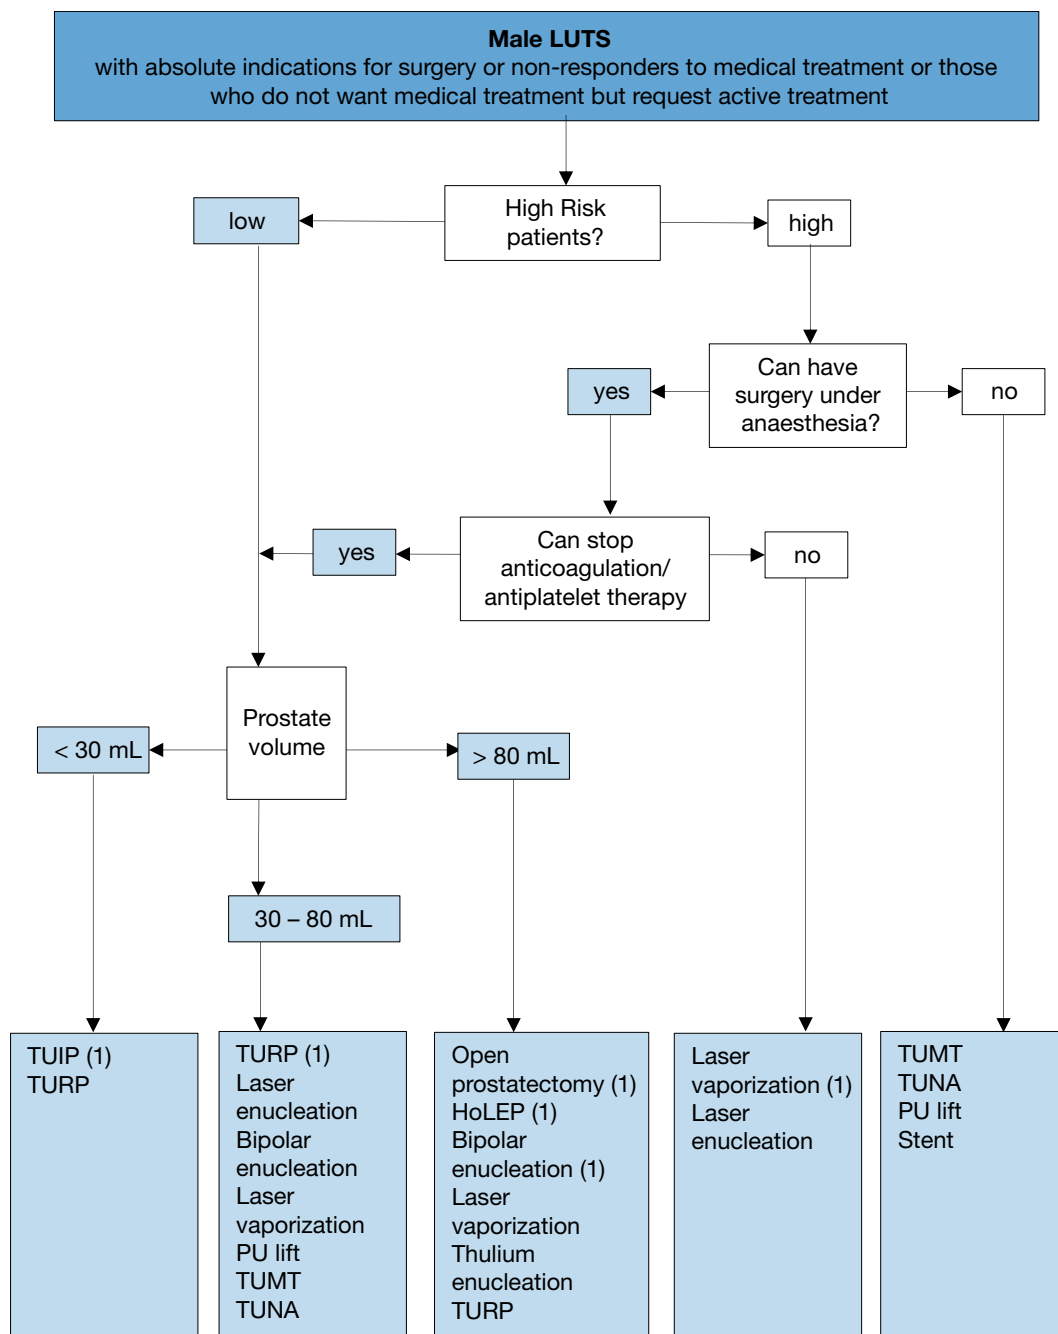 Male LUTS
with absolute indications for surgery or non-responders to medical treatment or those
who do not want medical treatment but request active treatment
low
High Risk
patients?
high
yes
Can have
surgery under
anaesthesia?
no
yes
Can stop
anticoagulation/
antiplatelet therapy
no
Prostate
volume
< 30 mL
> 80 mL
30 – 80 mL
TUIP (1)
TURP
TURP (1)
Laser
enucleation
Bipolar
enucleation
Laser
vaporization
PU lift
TUMT
TUNA
Open
prostatectomy (1)
HoLEP (1)
Bipolar
enucleation (1)
Laser
vaporization
Thulium
enucleation
TURP
Laser
vaporization (1)
Laser
enucleation
TUMT
TUNA
PU lift
Stent